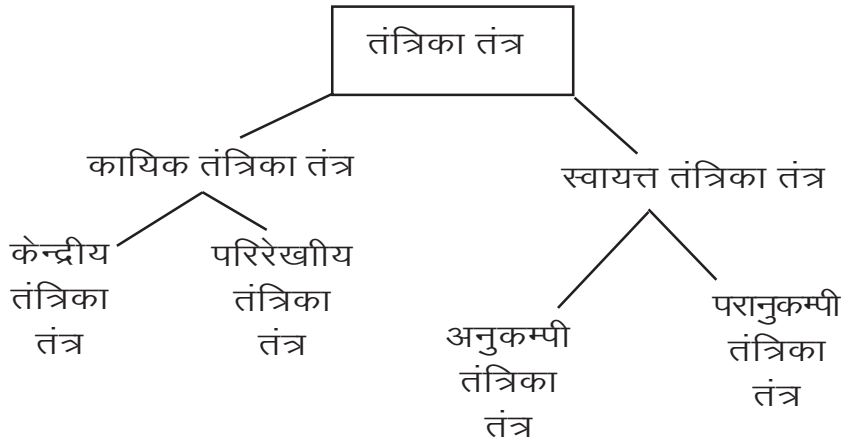 तंत्रिका तंत्र
कायिक तंत्रिका तंत्र
स्वायत्त तंत्रिका तंत्र
केन्द्रीय
तंत्रिका
तंत्र
परिरेखाीय
तंत्रिका
तंत्र
अनुकम्पी
तंत्रिका
तंत्र
परानुकम्पी
तंत्रिका
तंत्र